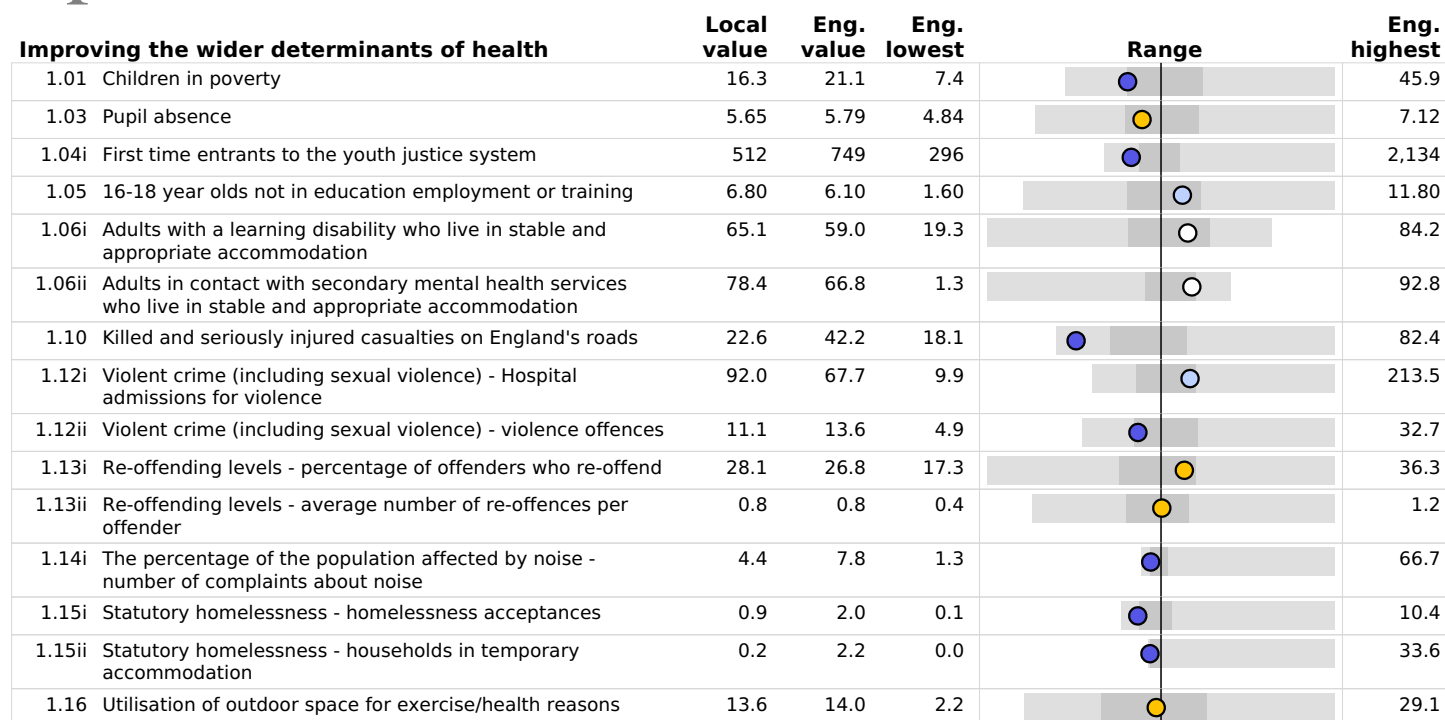 Local Eng. Eng. Eng.
Improving the wider determinants of health value value lowest Range highest
1.01 Children in poverty 16.3 21.1 7.4 45.9
1.03 Pupil absence 5.65 5.79 4.84 7.12
1.04i First time entrants to the youth justice system 512 749 296 2,134
1.05 16-18 year olds not in education employment or training 6.80 6.10 1.60 11.80
1.06i Adults with a learning disability who live in stable and 65.1 59.0 19.3 84.2
appropriate accommodation
1.06ii Adults in contact with secondary mental health services 78.4 66.8 1.3 92.8
who live in stable and appropriate accommodation
1.10 Killed and seriously injured casualties on England's roads 22.6 42.2 18.1 82.4
1.12i Violent crime (including sexual violence) - Hospital 92.0 67.7 9.9 213.5
admissions for violence
1.12ii Violent crime (including sexual violence) - violence offences 11.1 13.6 4.9 32.7
1.13i Re-offending levels - percentage of offenders who re-offend 28.1 26.8 17.3 36.3
1.13ii Re-offending levels - average number of re-offences per 0.8 0.8 0.4 1.2
offender
1.14i The percentage of the population affected by noise - 4.4 7.8 1.3 66.7
number of complaints about noise
1.15i Statutory homelessness - homelessness acceptances 0.9 2.0 0.1 10.4
1.15ii Statutory homelessness - households in temporary 0.2 2.2 0.0 33.6
accommodation
1.16 Utilisation of outdoor space for exercise/health reasons 13.6 14.0 2.2 29.1